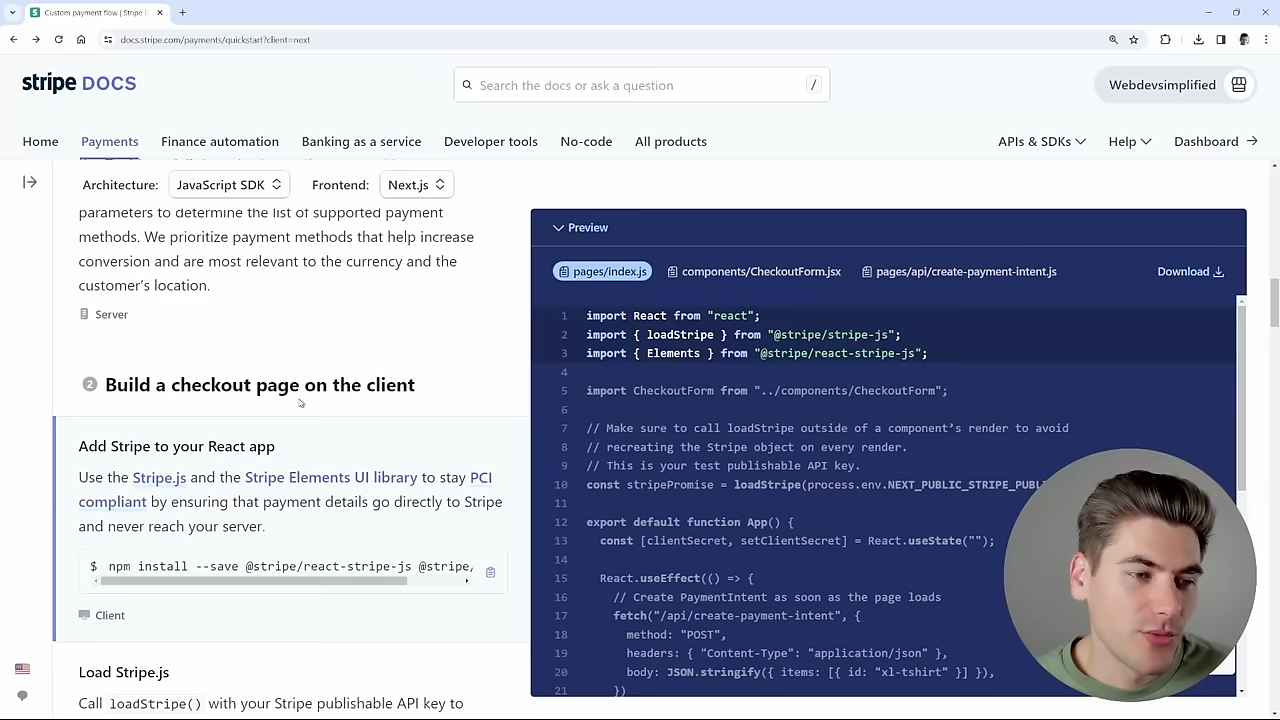 Custom payment flow | Stripe D
docs.stripe.com/payments/quickstart?client=next
stripe DOCS
Search the docs or ask a question
/
Webdevsimplified
Home
Payments
Finance automation
Banking as a service
Developer tools
No-code
All products
APIs & SDKs
Help
Dashboard
Architecture:
JavaScript SDK
Frontend:
Next.js
parameters to determine the list of supported payment
methods. We prioritize payment methods that help increase
conversion and are most relevant to the currency and the
customer's location.
Server
2 Build a checkout page on the client
Add Stripe to your React app
Use the Stripe.js and the Stripe Elements UI library to stay PCI
compliant by ensuring that payment details go directly to Stripe
and never reach your server.
$ npm install --save @stripe/react-stripe-js @stripe,
Client
Load Stripe.js
Call loadStripe() with your Stripe publishable API key to
Preview
pages/index.js
components/CheckoutForm.jsx
pages/api/create-payment-intent.js
Download
1 import React from "react";
2 import { loadStripe } from "@stripe/stripe-js";
3 import { Elements } from "@stripe/react-stripe-js";
4
5 import CheckoutForm from "../components/CheckoutForm";
6
7 // Make sure to call loadStripe outside of a component's render to avoid
8 // recreating the Stripe object on every render.
9 // This is your test publishable API key.
10 const stripePromise = loadStripe(process.env.NEXT_PUBLIC_STRIPE_PUBL
11
12 export default function App() {
13 const [clientSecret, setClientSecret] = React.useState("");
14
15 React.useEffect(() => {
16 // Create PaymentIntent as soon as the page loads
17 fetch("/api/create-payment-intent", {
18 method: "POST",
19 headers: { "Content-Type": "application/json" },
20 body: JSON.stringify({ items: [{ id: "xl-tshirt" }] }),
21 })